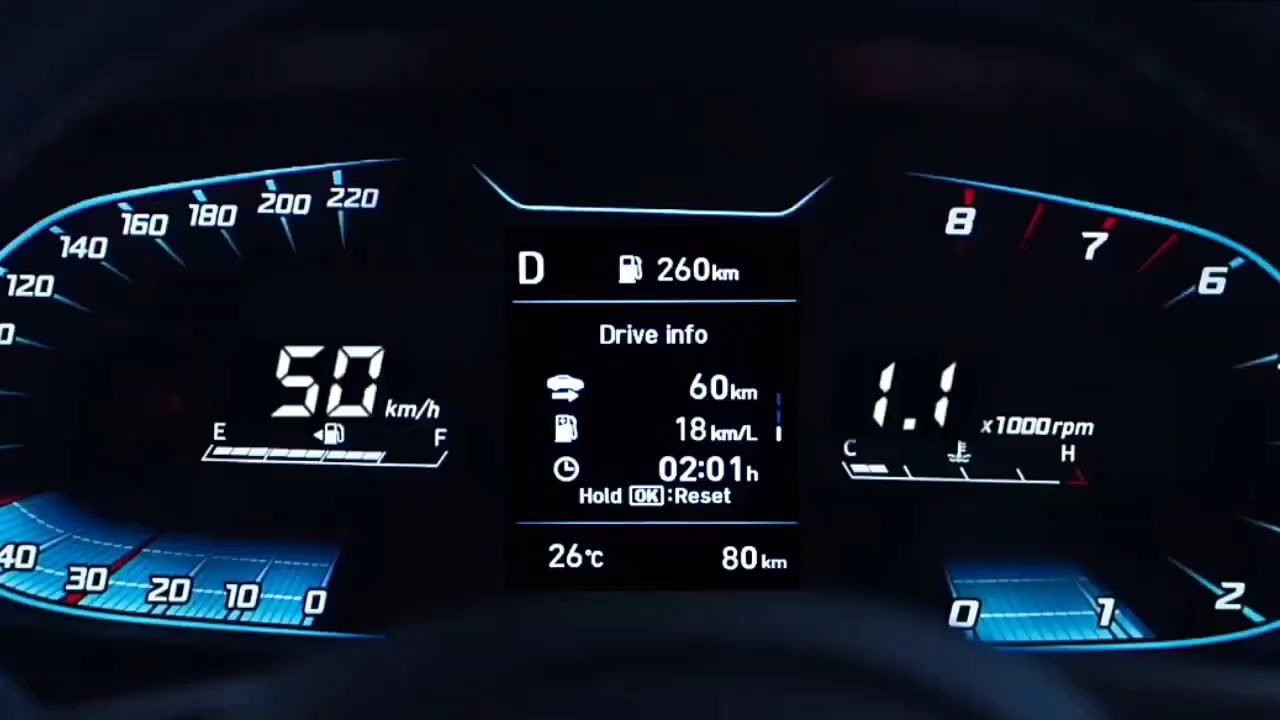 220
200
180
160
140
120
0
50 km/h
E F
40
30
20
10
0
D 260km
Drive info
60km
18km/L
02:01h
Hold OK:Reset
26℃ 80km
8
7
6
1.1 x1000rpm
C H
2
1
0